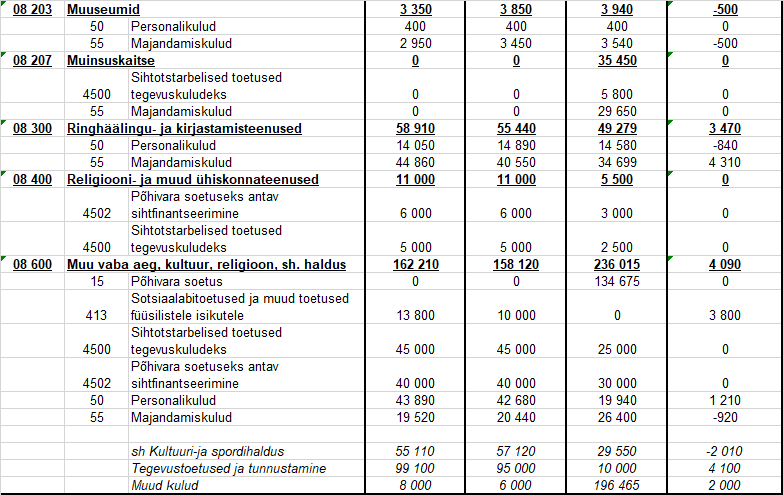 08 203 Muuseumid 3 350 3 850 3 940 -500
50 Personalikulud 400 400 400 0
55 Majandamiskulud 2 950 3 450 3 540 -500
08 207 Muinsuskaitse 0 0 35 450 0
Sihtotstarbelised toetused
4500 tegevuskuludeks 0 0 5 800 0
55 Majandamiskulud 0 0 29 650 0
08 300 Ringhäälingu- ja kirjastamisteenused 58 910 55 440 49 279 3 470
50 Personalikulud 14 050 14 890 14 580 -840
55 Majandamiskulud 44 860 40 550 34 699 4 310
08 400 Religiooni- ja muud ühiskonnateenused 11 000 11 000 5 500 0
Põhivara soetuseks antav
4502 sihtfinantseerimine 6 000 6 000 3 000 0
Sihtotstarbelised toetused
4500 tegevuskuludeks 5 000 5 000 2 500 0
08 600 Muu vaba aeg, kultuur, religioon, sh. haldus 162 210 158 120 236 015 4 090
15 Põhivara soetus 0 0 134 675 0
Sotsiaalabitoetused ja muud toetused
413 füüsilistele isikutele 13 800 10 000 0 3 800
Sihtotstarbelised toetused
4500 tegevuskuludeks 45 000 45 000 25 000 0
Põhivara soetuseks antav
4502 sihtfinantseerimine 40 000 40 000 30 000 0
50 Personalikulud 43 890 42 680 19 940 1 210
55 Majandamiskulud 19 520 20 440 26 400 -920
sh Kultuuri-ja spordihaldus 55 110 57 120 29 550 -2 010
Tegevustoetused ja tunnustamine 99 100 95 000 10 000 4 100
Muud kulud 8 000 6 000 196 465 2 000